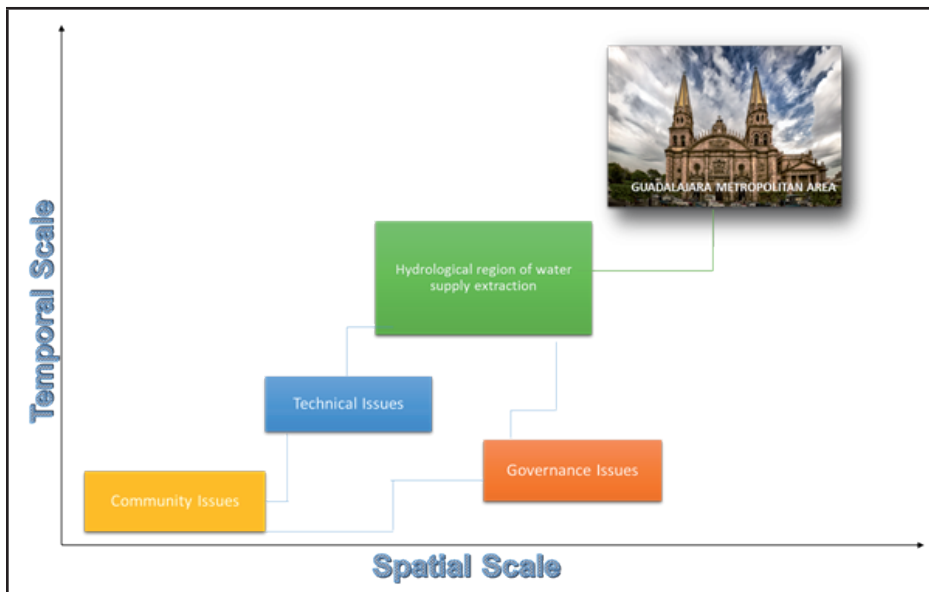 GUADALAJARA METROPOLITAN AREA
Temporal Scale
Hydrological region of water
supply extraction
Technical Issues
Governance Issues
Community Issues
Spatial Scale